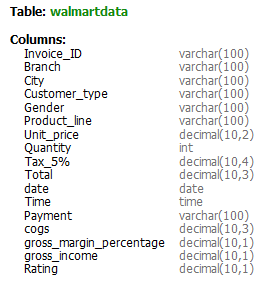 Table: walmartdata
Columns:
Invoice_ID varchar(100)
Branch varchar(100)
City varchar(100)
Customer_type varchar(100)
Gender varchar(100)
Product_line varchar(100)
Unit_price decimal(10,2)
Quantity int
Tax_5% decimal(10,4)
Total decimal(10,3)
date date
Time time
Payment varchar(100)
cogs decimal(10,3)
gross_margin_percentage decimal(10,1)
gross_income decimal(10,1)
Rating decimal(10,1)